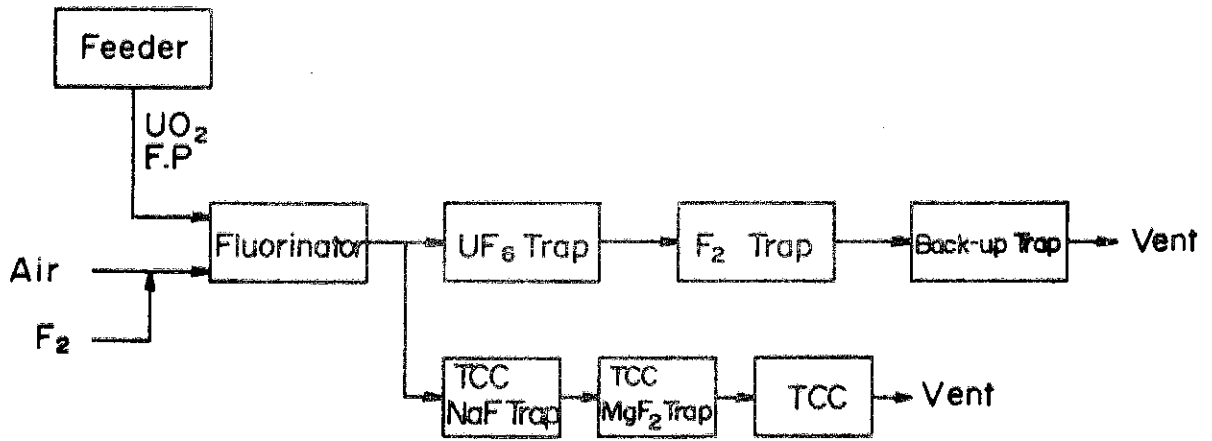 Feeder
UO₂
F.P
Fluorinator
UF₆ Trap
F₂ Trap
Back-up Trap
Vent
Air
F₂
TCC
NaF Trap
TCC
MgF₂ Trap
TCC
Vent